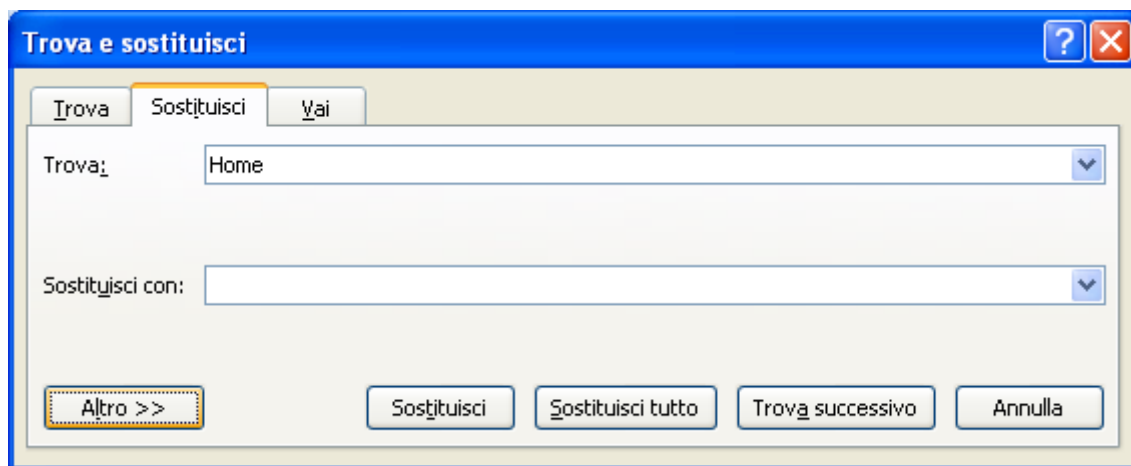 Trova e sostituisci
Trova Sostituisci Vai
Trova: Home
Sostituisci con:
Altro >> Sostituisci Sostituisci tutto Trova successivo Annulla